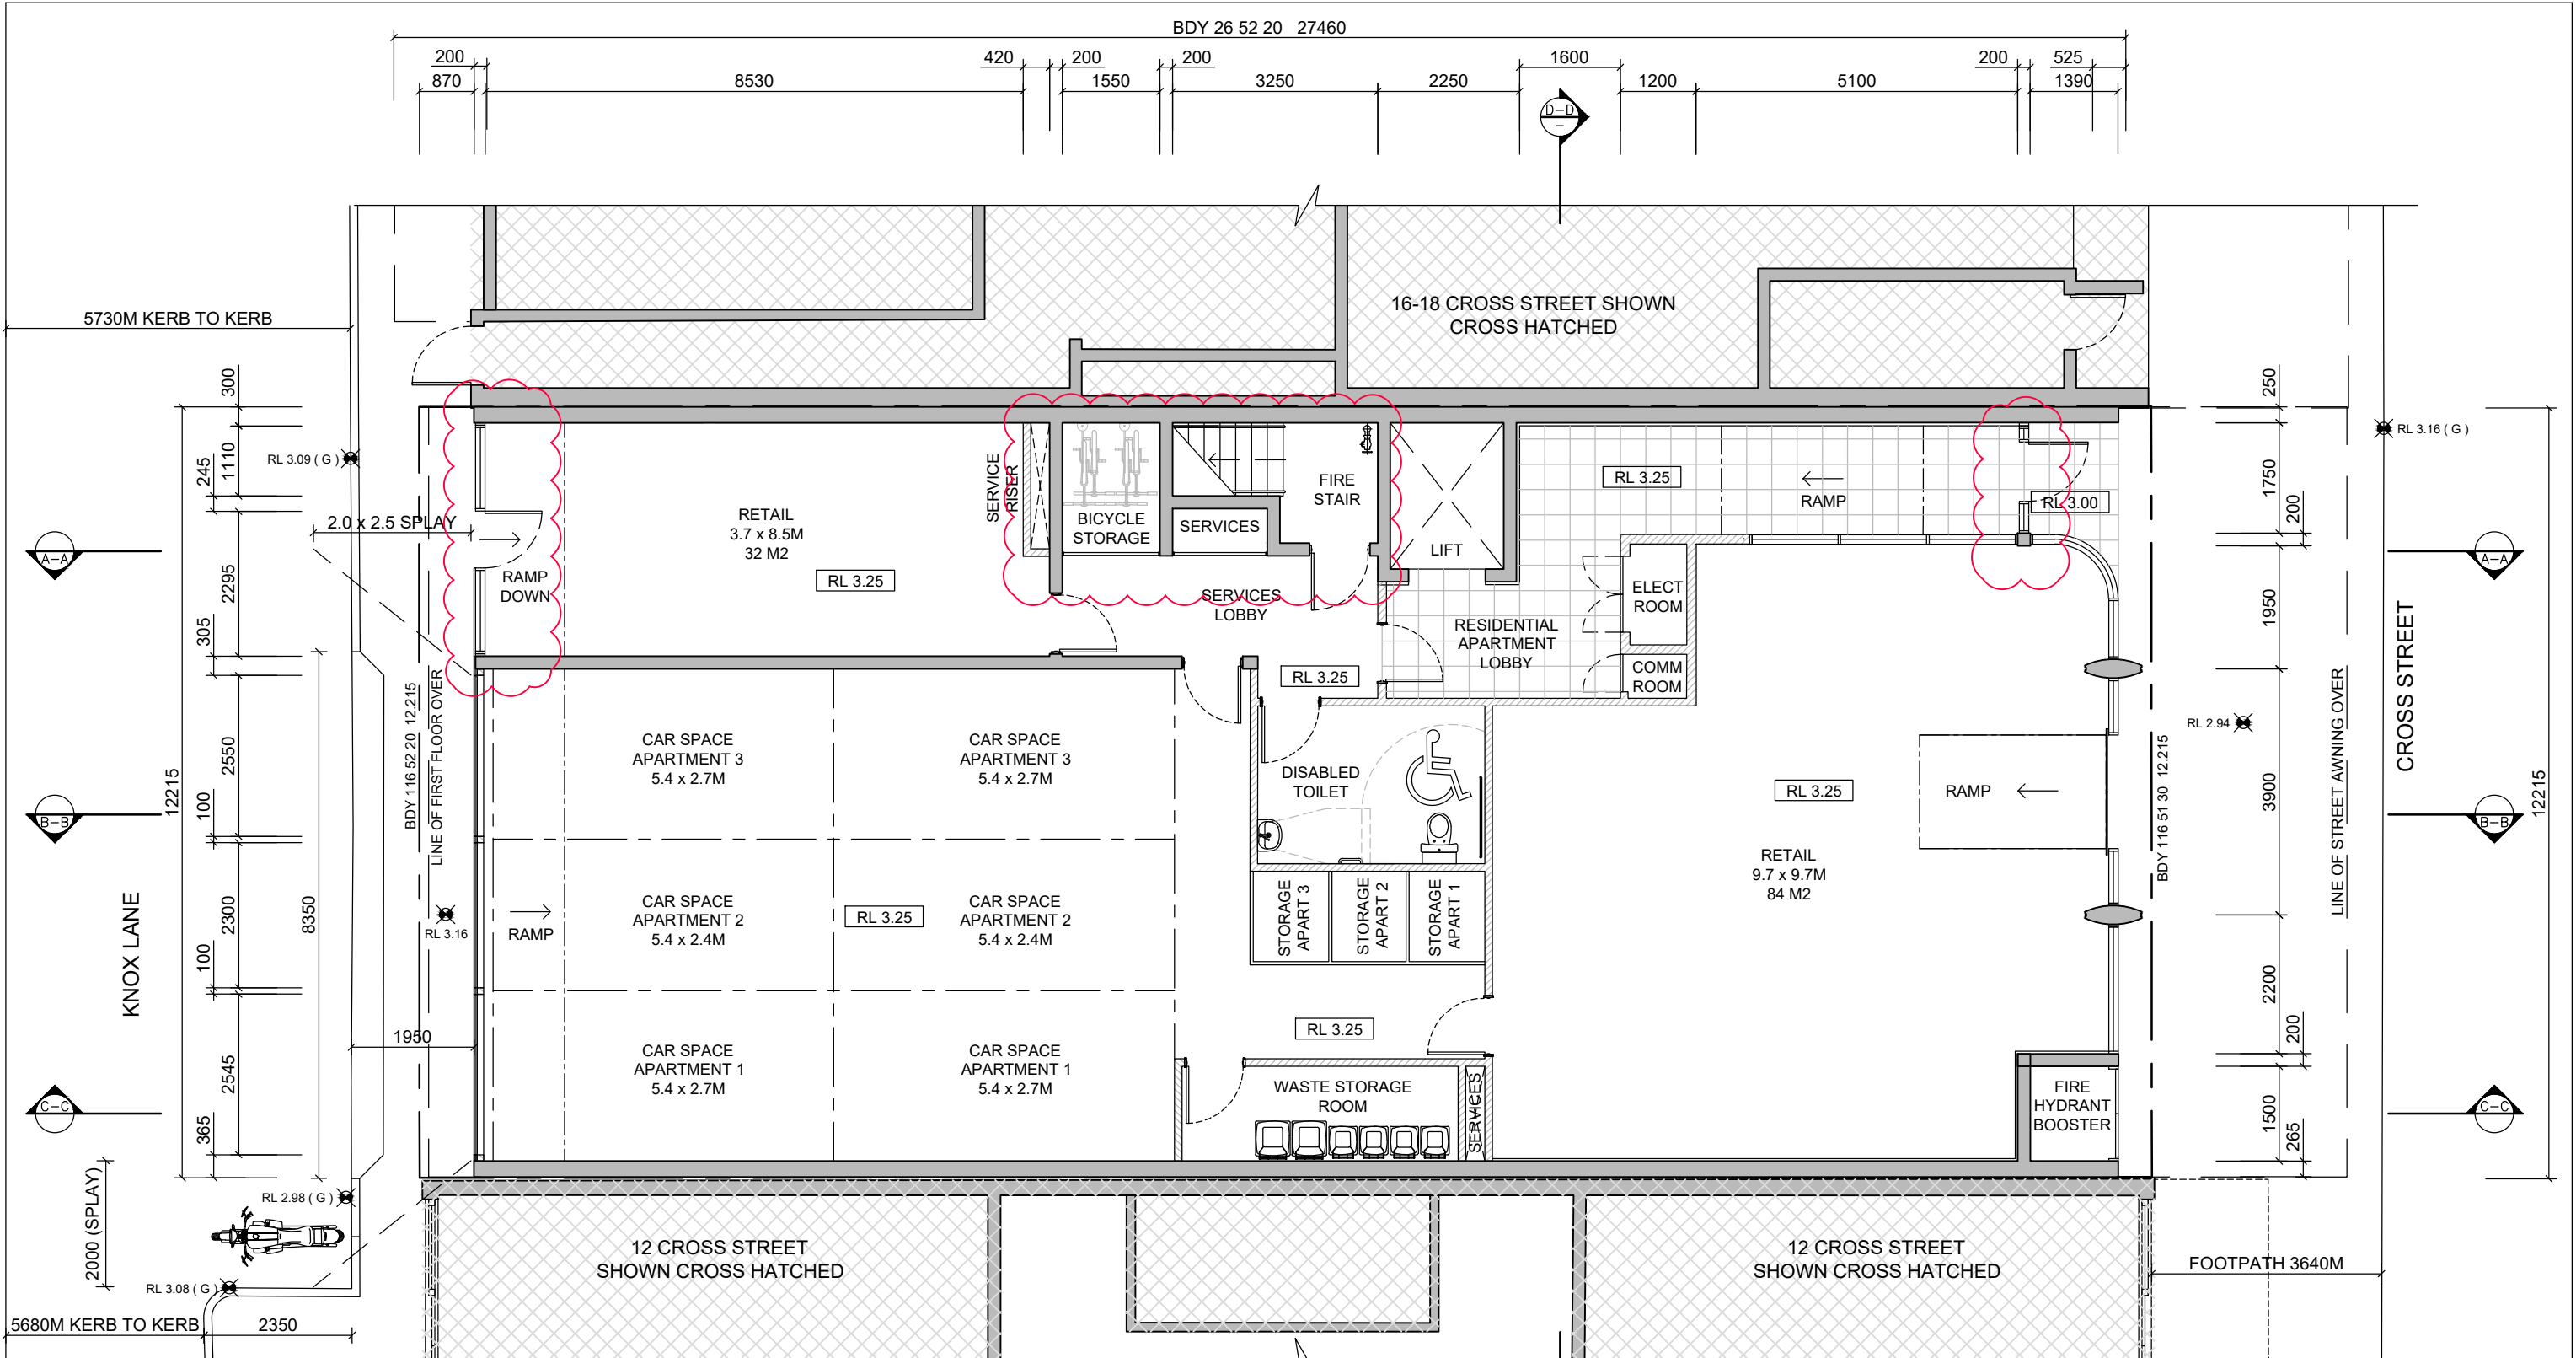 BDY 26 52 20 27460
200
420
200
200
1600
200
525
870
8530
1550
3250
2250
1200
5100
1390
D-D
-
16-18 CROSS STREET SHOWN
CROSS HATCHED
5730M KERB TO KERB
300
1110
245
2295
305
2550
100
2300
100
2545
365
12215
8350
2000 (SPLAY)
1950
250
1750
200
1950
3900
2200
200
1500
265
12215
RL 3.09 ( G )
RL 3.16 ( G )
2.0 x 2.5 SPLAY
A-A
A-A
B-B
B-B
C-C
C-C
KNOX LANE
CROSS STREET
BDY 116 52 20 12.215
LINE OF FIRST FLOOR OVER
RAMP
DOWN
RETAIL
3.7 x 8.5M
32 M2
RL 3.25
SERVICE
RISER
BICYCLE
STORAGE
SERVICES
FIRE
STAIR
LIFT
SERVICES
LOBBY
RL 3.25
RAMP
RL 3.00
ELECT
ROOM
RESIDENTIAL
APARTMENT
LOBBY
COMM
ROOM
RL 3.25
CAR SPACE
APARTMENT 3
5.4 x 2.7M
CAR SPACE
APARTMENT 3
5.4 x 2.7M
DISABLED
TOILET
RL 3.25
RAMP
RL 2.94
BDY 116 51 30 12.215
LINE OF STREET AWNING OVER
RETAIL
9.7 x 9.7M
84 M2
RL 3.16
RAMP
CAR SPACE
APARTMENT 2
5.4 x 2.4M
RL 3.25
CAR SPACE
APARTMENT 2
5.4 x 2.4M
STORAGE
APART 3
STORAGE
APART 2
STORAGE
APART 1
RL 3.25
CAR SPACE
APARTMENT 1
5.4 x 2.7M
CAR SPACE
APARTMENT 1
5.4 x 2.7M
WASTE STORAGE
ROOM
SERVICES
FIRE
HYDRANT
BOOSTER
RL 2.98 ( G )
RL 3.08 ( G )
12 CROSS STREET
SHOWN CROSS HATCHED
12 CROSS STREET
SHOWN CROSS HATCHED
FOOTPATH 3640M
5680M KERB TO KERB
2350